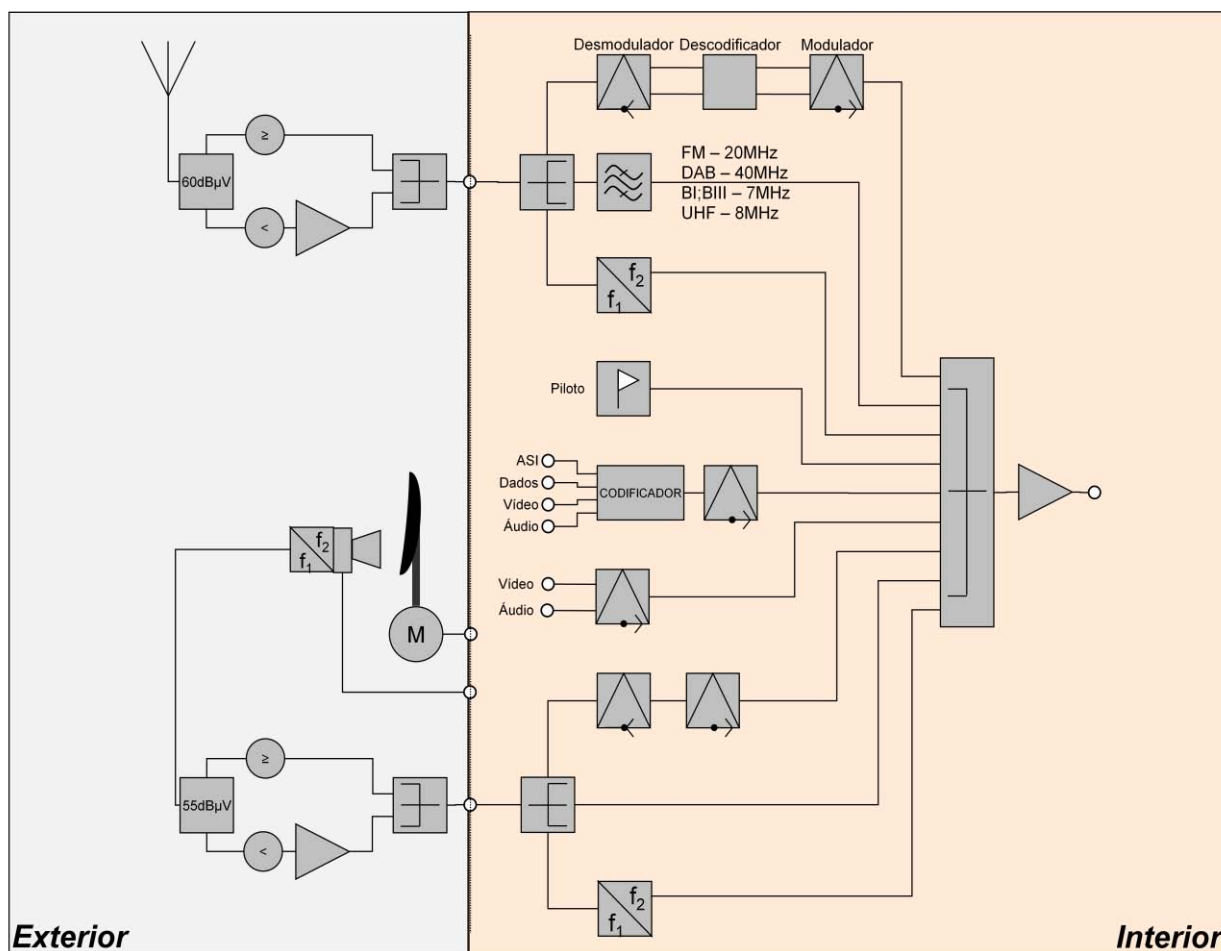 Desmodulador Descodificador Modulador
≥
60dBµV
<
FM – 20MHz
DAB – 40MHz
BI;BIII – 7MHz
UHF – 8MHz
f2
f1
Piloto
ASI
Dados
Vídeo
Áudio
CODIFICADOR
f2
f1
Vídeo
Áudio
M
≥
55dBµV
<
f2
f1
Exterior
Interior